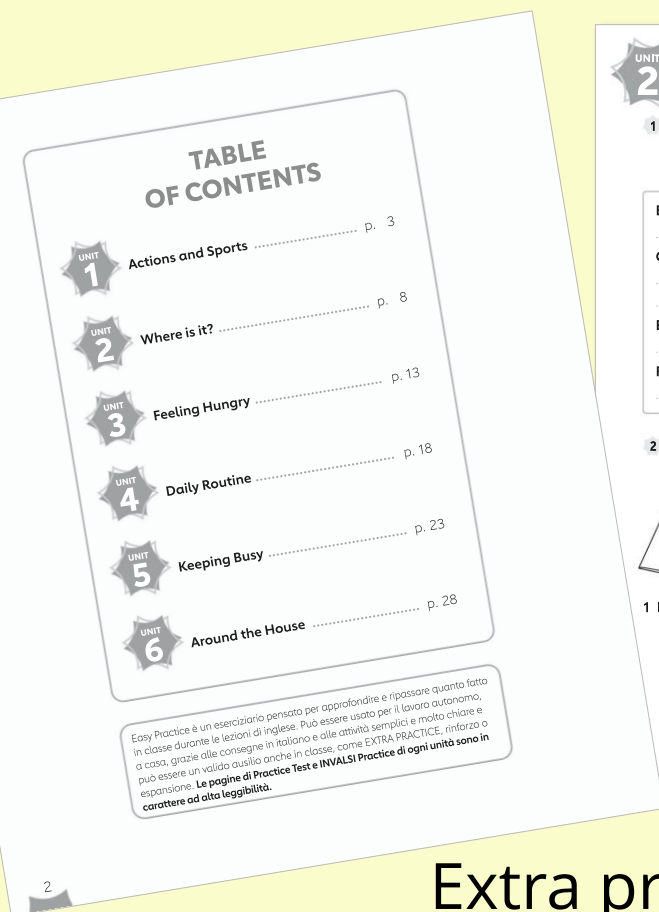 TABLE
OF CONTENTS
UNIT
1
Actions and Sports ........................... p. 3
UNIT
2
Where is it? ....................................... p. 8
UNIT
3
Feeling Hungry ................................. p. 13
UNIT
4
Daily Routine .................................... p. 18
UNIT
5
Keeping Busy .................................... p. 23
UNIT
6
Around the House ............................ p. 28
Easy Practice è un eserciziario pensato per approfondire e ripassare quanto fatto
in classe durante le lezioni di inglese. Può essere usato per il lavoro autonomo,
a casa, grazie alle consegne in italiano e alle attività semplici e molto chiare e
può essere un valido ausilio anche in classe, come EXTRA PRACTICE, rinforzo o
espansione. Le pagine di Practice Test e INVALSI Practice di ogni unità sono in
carattere ad alta leggibilità.
2
UNIT
2
1
2
1
Extra pr